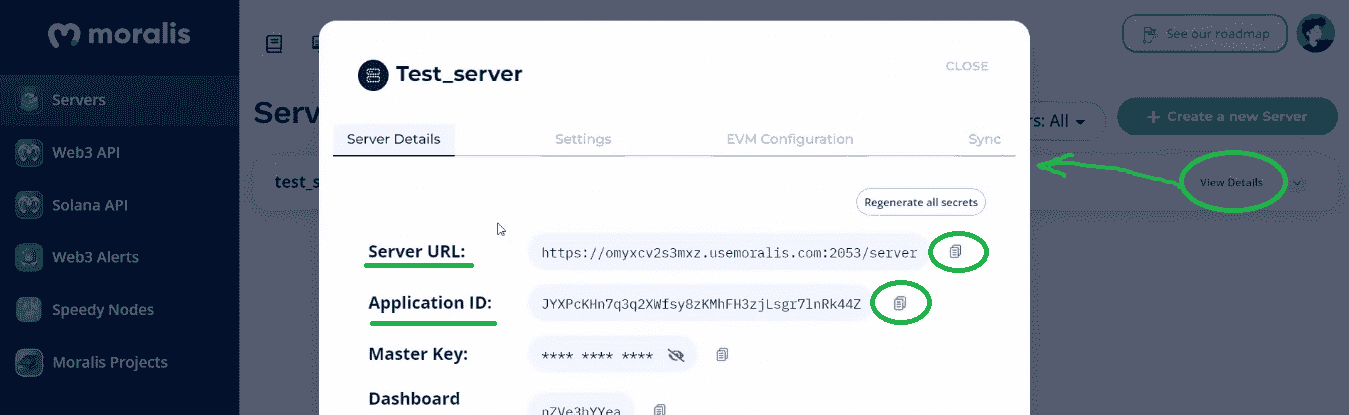 moralis
See our roadmap
Test_server
CLOSE
Servers
Serv
rs: All
+ Create a new Server
Server Details
Settings
EVM Configuration
Sync
Web3 API
test_s
View Details
Solana API
Regenerate all secrets
Web3 Alerts
Server URL:
https://omyxcv2s3mxz.usemoralis.com:2053/server
Speedy Nodes
Application ID:
JYXPcKHn7q3q2XWfsy8zKMhFH3zjLsgr7lnRk44Z
Moralis Projects
Master Key:
**** **** ****
Dashboard
nZVe3hYYea